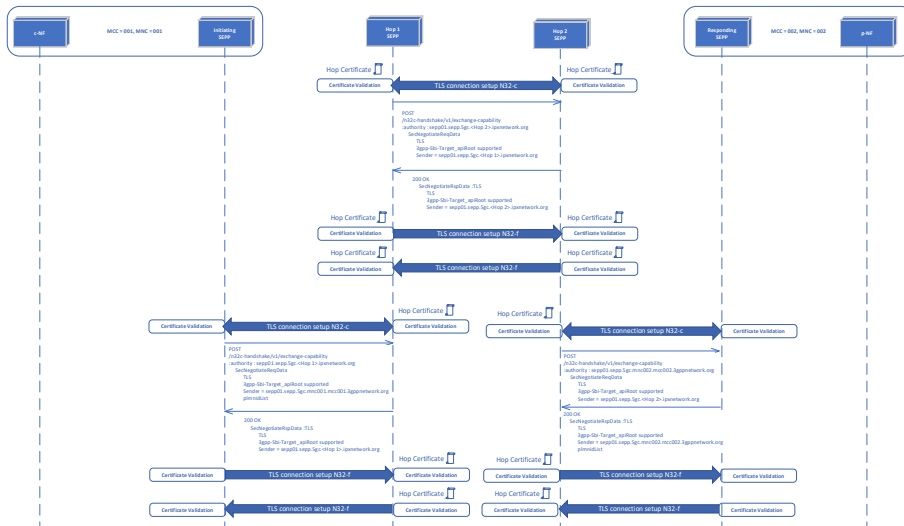 c-NF
MCC = 001, MNC = 001
Initiating
SEPP
Hop 1
SEPP
Hop 2
SEPP
Responding
SEPP
MCC = 002, MNC = 002
p-NF
Hop Certificate
Hop Certificate
Certificate Validation
TLS connection setup N32-c
Certificate Validation
POST
/n32c-handshake/v1/exchange-capability
:authority : sepp01.sepp.5gc.<Hop 2>.ipxnetwork.org
SecNegotiateReqData
TLS
3gpp-Sbi-Target_apiRoot supported
Sender = sepp01.sepp.5gc.<Hop 1>.ipxnetwork.org
200 OK
SecNegotiateRspData :TLS
TLS
3gpp-Sbi-Target_apiRoot supported
Sender = sepp01.sepp.5gc.<Hop 2>.ipxnetwork.org
Hop Certificate
Hop Certificate
Certificate Validation
TLS connection setup N32-f
Certificate Validation
Hop Certificate
Hop Certificate
Certificate Validation
TLS connection setup N32-f
Certificate Validation
Hop Certificate
Hop Certificate
Certificate Validation
TLS connection setup N32-c
Certificate Validation
Certificate Validation
TLS connection setup N32-c
Certificate Validation
POST
/n32c-handshake/v1/exchange-capability
:authority : sepp01.sepp.5gc.<Hop 1>.ipxnetwork.org
SecNegotiateReqData
TLS
3gpp-Sbi-Target_apiRoot supported
Sender = sepp01.sepp.5gc.mnc001.mcc001.3gppnetwork.org
plmnIdList
200 OK
SecNegotiateRspData :TLS
TLS
3gpp-Sbi-Target_apiRoot supported
Sender = sepp01.sepp.5gc.<Hop 1>.ipxnetwork.org
POST
/n32c-handshake/v1/exchange-capability
:authority : sepp01.sepp.5gc.mnc002.mcc002.3gppnetwork.org
SecNegotiateReqData
TLS
3gpp-Sbi-Target_apiRoot supported
Sender = sepp01.sepp.5gc.<Hop 2>.ipxnetwork.org
200 OK
SecNegotiateRspData :TLS
TLS
3gpp-Sbi-Target_apiRoot supported
Sender = sepp01.sepp.5gc.mnc002.mcc002.3gppnetwork.org
plmnIdList
Hop Certificate
Hop Certificate
Certificate Validation
TLS connection setup N32-f
Certificate Validation
Certificate Validation
TLS connection setup N32-f
Certificate Validation
Hop Certificate
Hop Certificate
Certificate Validation
TLS connection setup N32-f
Certificate Validation
Certificate Validation
TLS connection setup N32-f
Certificate Validation